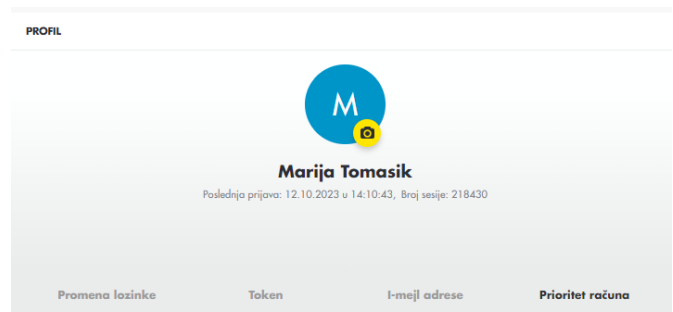 PROFIL
M
Marija Tomasik
Poslednja prijava: 12.10.2023 u 14:10:43, Broj sesije: 218430
Promena lozinke Token I-mejl adrese Prioritet računa